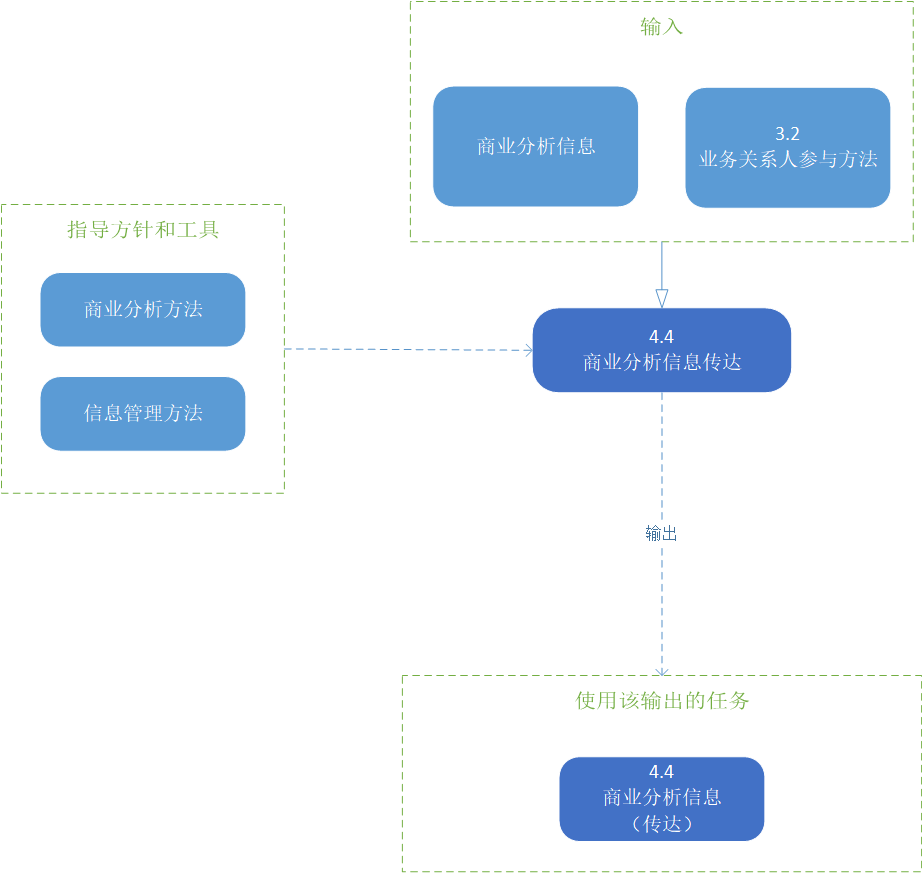 输入
商业分析信息
3.2
业务关系人参与方法
指导方针和工具
商业分析方法
信息管理方法
4.4
商业分析信息传达
输出
使用该输出的任务
4.4
商业分析信息
（传达）